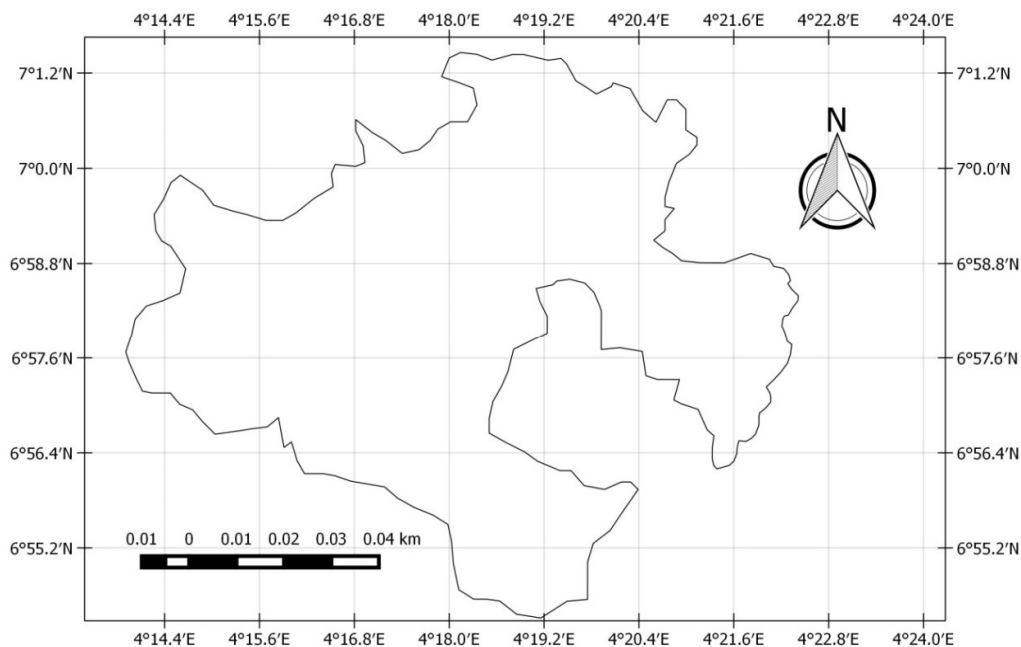 4°14.4′E 4°15.6′E 4°16.8′E 4°18.0′E 4°19.2′E 4°20.4′E 4°21.6′E 4°22.8′E 4°24.0′E
7°1.2′N 7°1.2′N
N
7°0.0′N 7°0.0′N
6°58.8′N 6°58.8′N
6°57.6′N 6°57.6′N
6°56.4′N 6°56.4′N
0.01 0 0.01 0.02 0.03 0.04 km
6°55.2′N 6°55.2′N
4°14.4′E 4°15.6′E 4°16.8′E 4°18.0′E 4°19.2′E 4°20.4′E 4°21.6′E 4°22.8′E 4°24.0′E